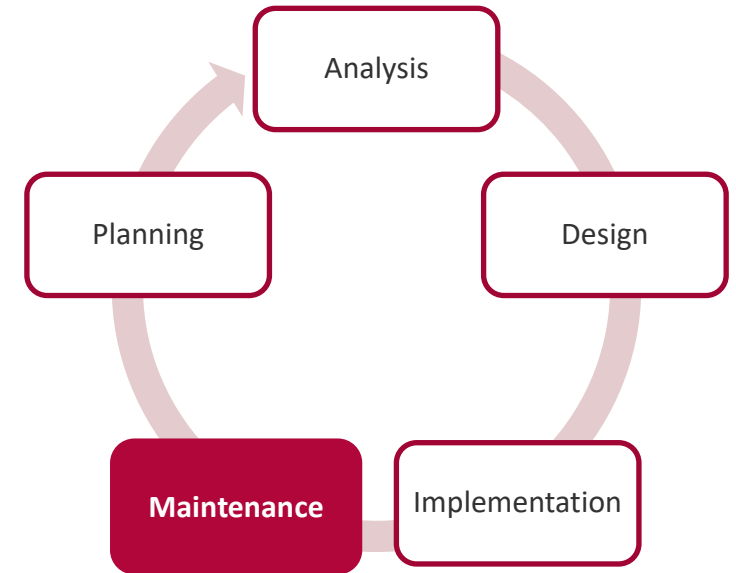 Analysis
Planning
Design
Maintenance
Implementation